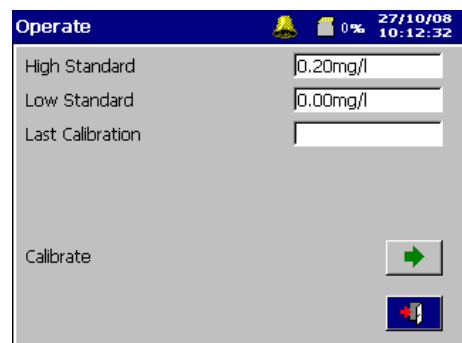 Operate 0% 27/10/08
10:12:32
High Standard 0.20mg/l
Low Standard 0.00mg/l
Last Calibration
Calibrate